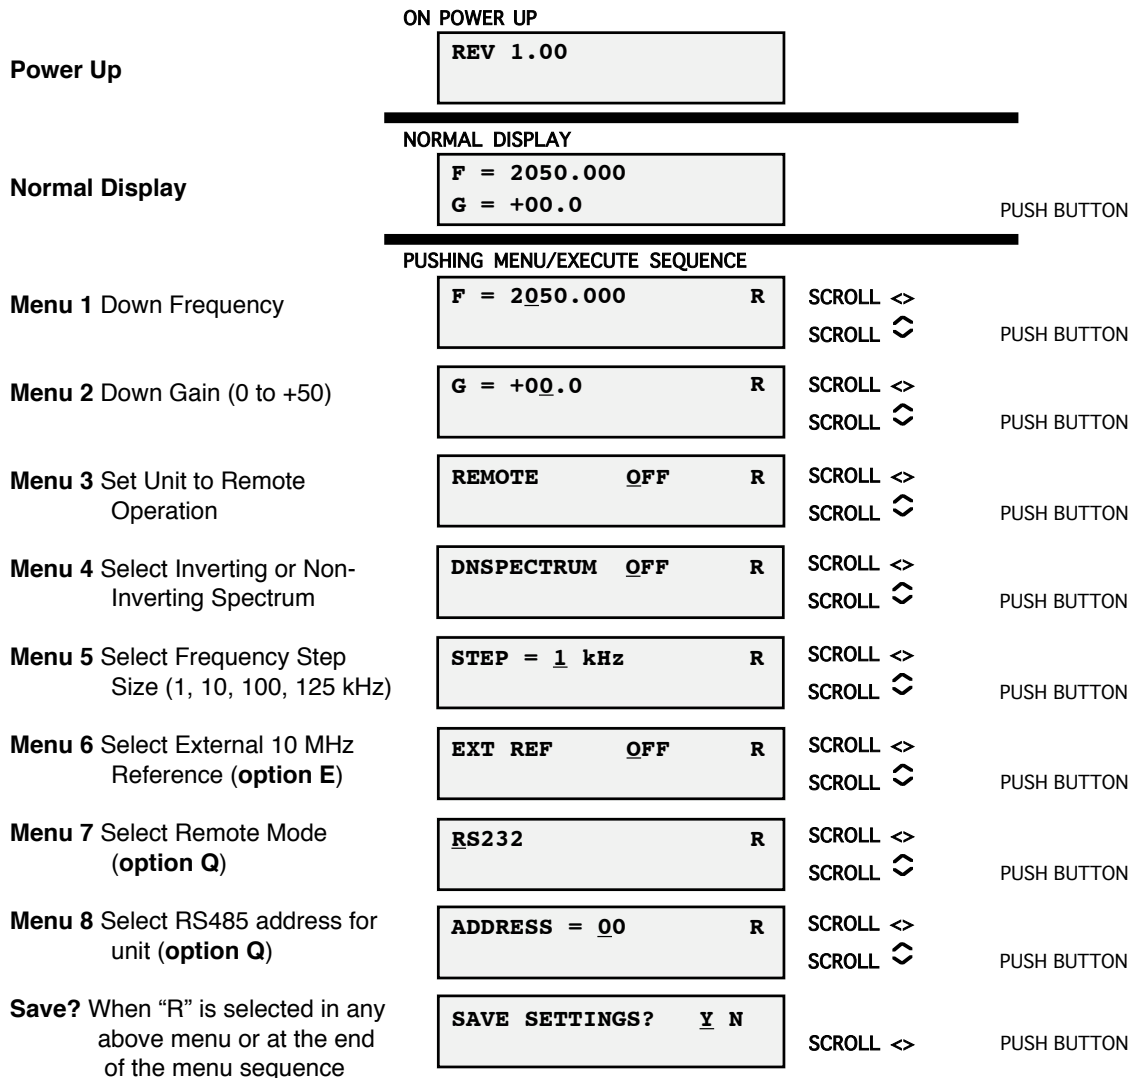 ON POWER UP
Power Up
REV 1.00
NORMAL DISPLAY
Normal Display
F = 2050.000
G = +00.0
PUSH BUTTON
PUSHING MENU/EXECUTE SEQUENCE
Menu 1 Down Frequency
F = 2050.000 R
SCROLL <>
SCROLL
PUSH BUTTON
Menu 2 Down Gain (0 to +50)
G = +00.0 R
SCROLL <>
SCROLL
PUSH BUTTON
Menu 3 Set Unit to Remote
Operation
REMOTE OFF R
SCROLL <>
SCROLL
PUSH BUTTON
Menu 4 Select Inverting or Non-
Inverting Spectrum
DNSPECTRUM OFF R
SCROLL <>
SCROLL
PUSH BUTTON
Menu 5 Select Frequency Step
Size (1, 10, 100, 125 kHz)
STEP = 1 kHz R
SCROLL <>
SCROLL
PUSH BUTTON
Menu 6 Select External 10 MHz
Reference (option E)
EXT REF OFF R
SCROLL <>
SCROLL
PUSH BUTTON
Menu 7 Select Remote Mode
(option Q)
RS232 R
SCROLL <>
SCROLL
PUSH BUTTON
Menu 8 Select RS485 address for
unit (option Q)
ADDRESS = 00 R
SCROLL <>
SCROLL
PUSH BUTTON
Save? When “R” is selected in any
above menu or at the end
of the menu sequence
SAVE SETTINGS? Y N
SCROLL <>
PUSH BUTTON